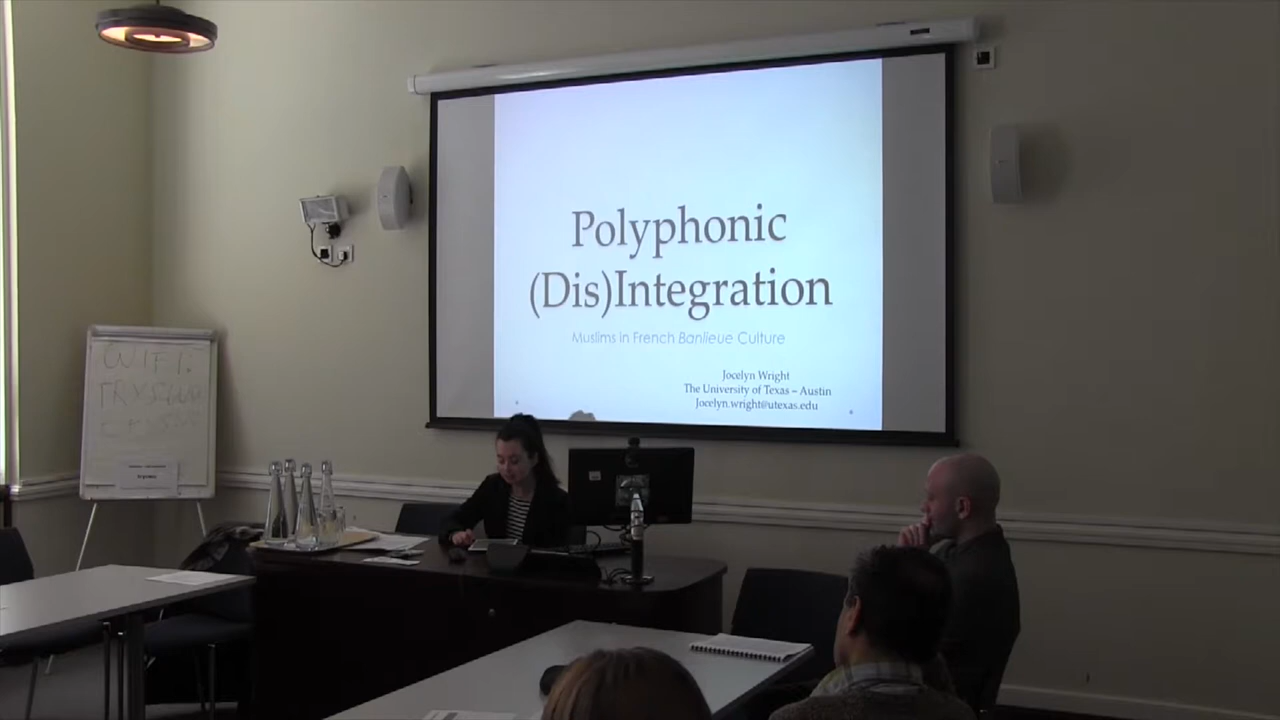 Polyphonic
(Dis)Integration
Muslims in French Banlieue Culture
Jocelyn Wright
The University of Texas – Austin
Jocelyn.wright@utexas.edu
WIFI: